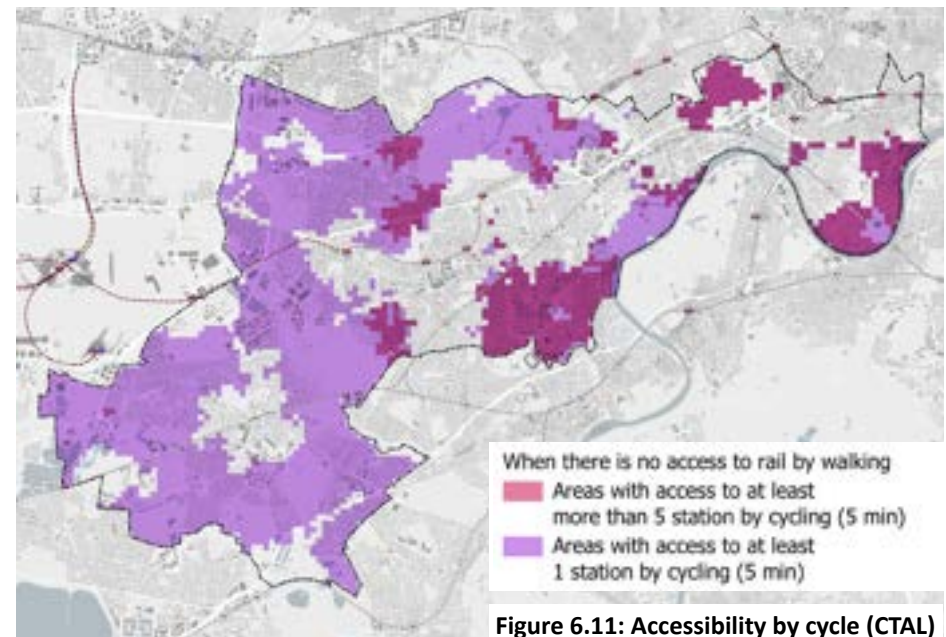 When there is no access to rail by walking
Areas with access to at least
more than 5 station by cycling (5 min)
Areas with access to at least
1 station by cycling (5 min)
Figure 6.11: Accessibility by cycle (CTAL)